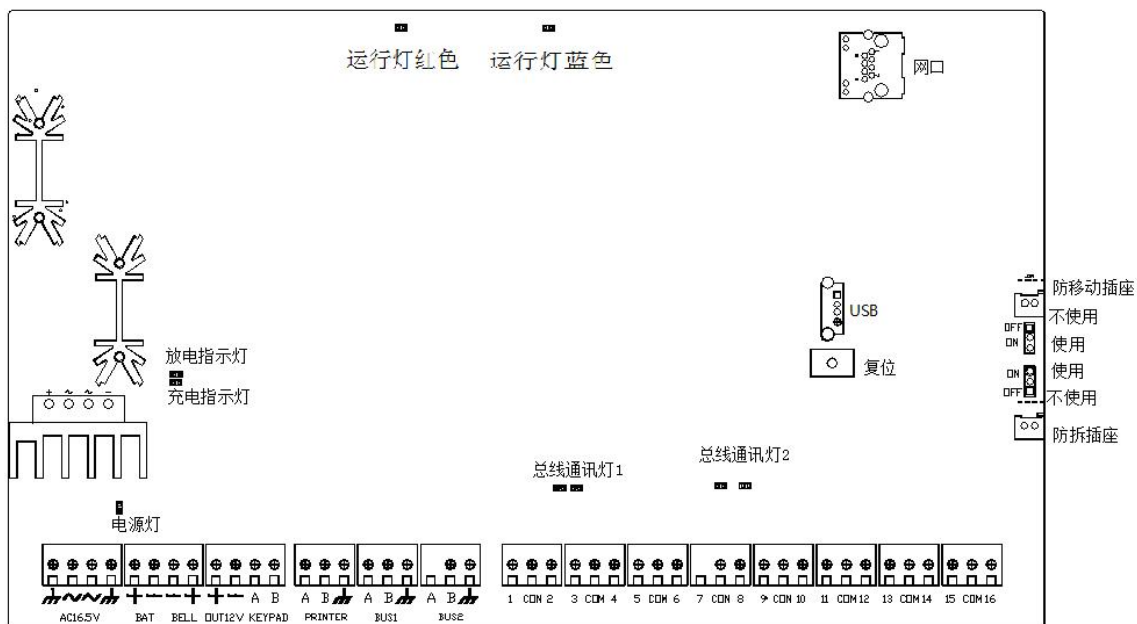 运行灯红色 运行灯蓝色
网口
防移动插座
不使用
OFF
ON
使用
USB
复位
ON
使用
OFF
不使用
防拆插座
放电指示灯
充电指示灯
+ ~ ~ -
总线通讯灯1
总线通讯灯2
电源灯
+ - - + + - A B A B A B A B
1 CON 2 3 COM 4 5 COM 6 7 CON 8 9 CON 10 11 COM 12 13 COM 14 15 COM 16
AC16.5V BAT BELL OUT12V KEYPAD PRINTER BUS1 BUS2